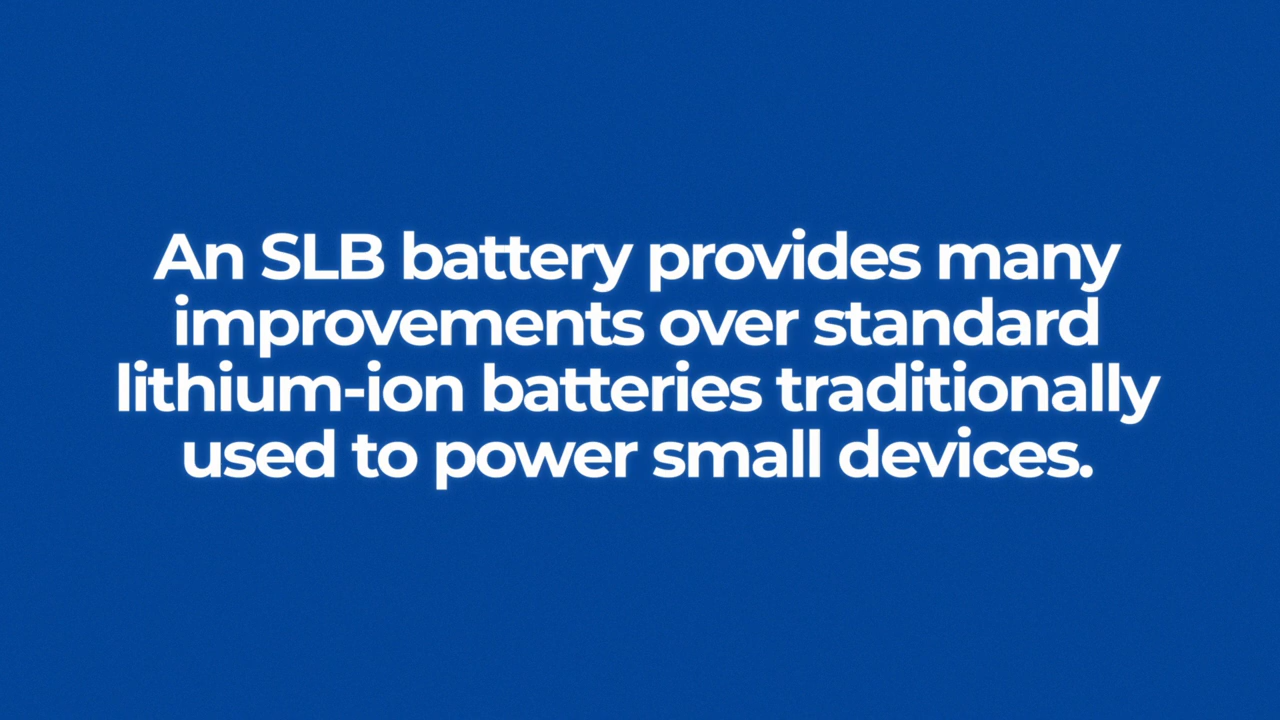 An SLB battery provides many
improvements over standard
lithium-ion batteries traditionally
used to power small devices.